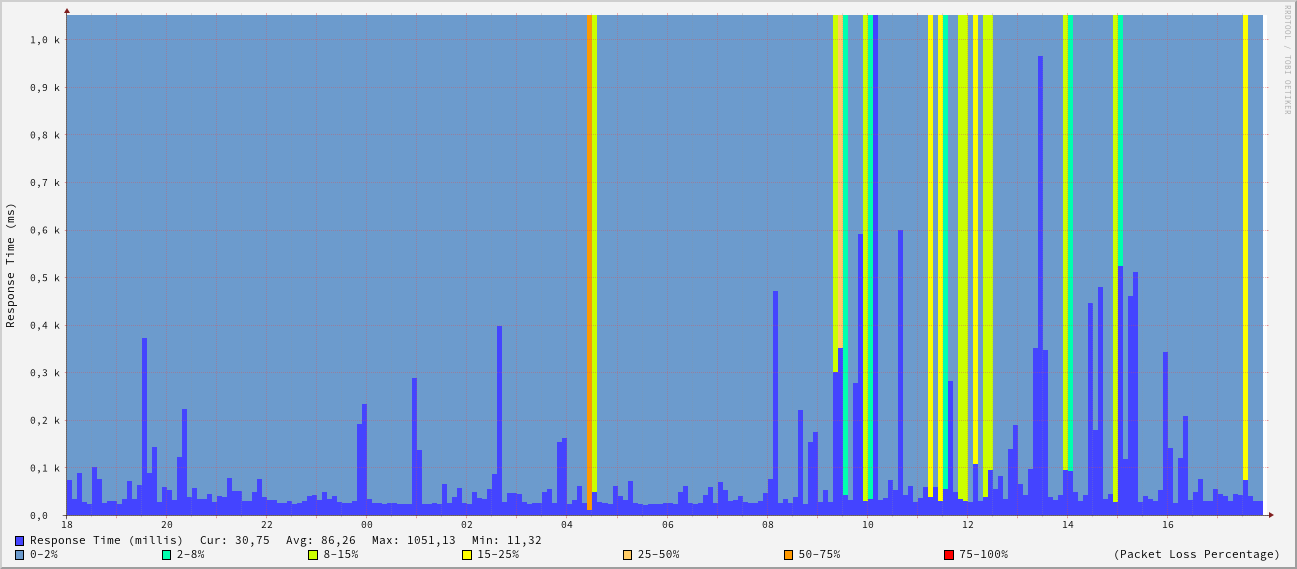 RRDTOOL / TOBI OETIKER
Response Time (ms)
1,0 k
0,9 k
0,8 k
0,7 k
0,6 k
0,5 k
0,4 k
0,3 k
0,2 k
0,1 k
0,0
18 20 22 00 02 04 06 08 10 12 14 16
Response Time (millis) Cur: 30,75 Avg: 86,26 Max: 1051,13 Min: 11,32
0-2% 2-8% 8-15% 15-25% 25-50% 50-75% 75-100% (Packet Loss Percentage)